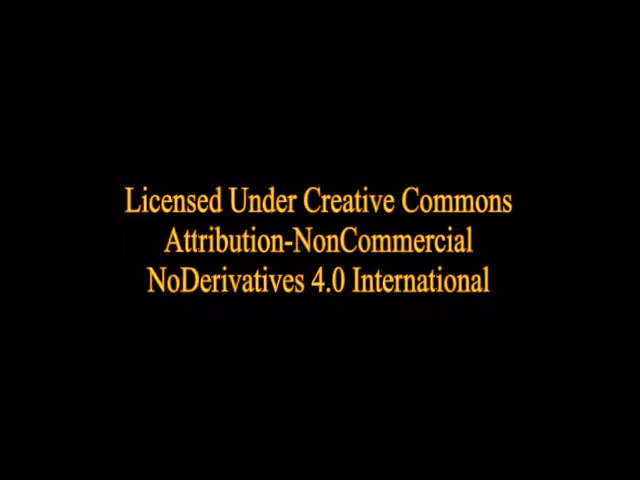 Licensed Under Creative Commons
Attribution-NonCommercial
NoDerivatives 4.0 International